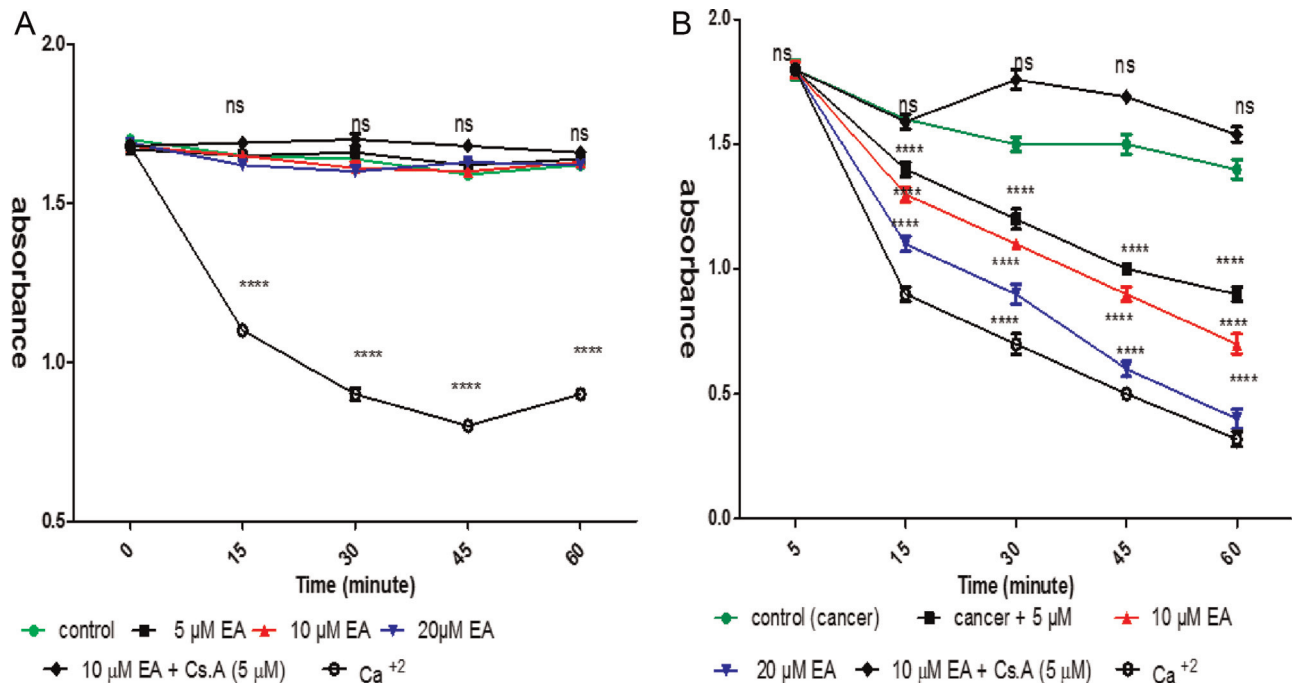 A
2.0
1.5
1.0
0.5
absorbance
ns
ns
ns
ns
****
****
****
****
0
15
30
45
60
Time (minute)
control
5 µM EA
10 µM EA
20µM EA
10 µM EA + Cs.A (5 µM)
Ca +2
B
2.0
1.5
1.0
0.5
0.0
absorbance
ns
ns
ns
ns
ns
****
****
****
****
****
****
****
****
****
****
****
****
5
15
30
45
60
Time (minute)
control (cancer)
cancer + 5 µM
10 µM EA
20 µM EA
10 µM EA + Cs.A (5 µM)
Ca +2